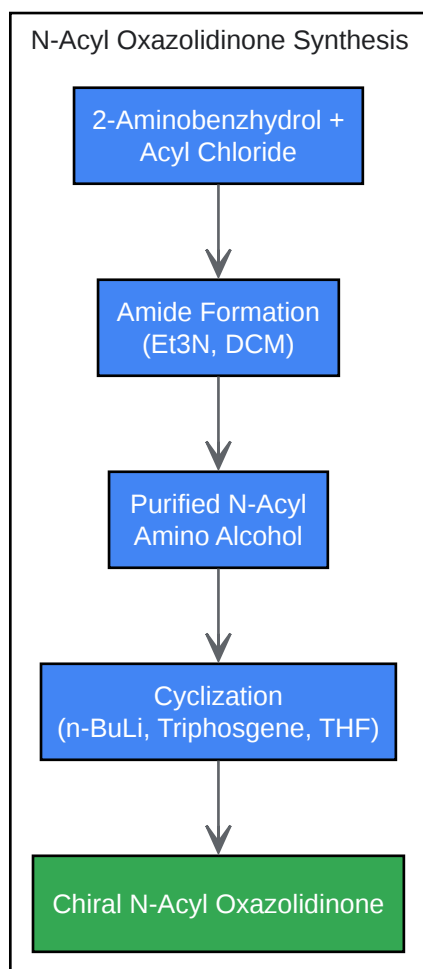 N-Acyl Oxazolidinone Synthesis
2-Aminobenzhydrol +
Acyl Chloride
Amide Formation
(Et3N, DCM)
Purified N-Acyl
Amino Alcohol
Cyclization
(n-BuLi, Triphosgene, THF)
Chiral N-Acyl Oxazolidinone